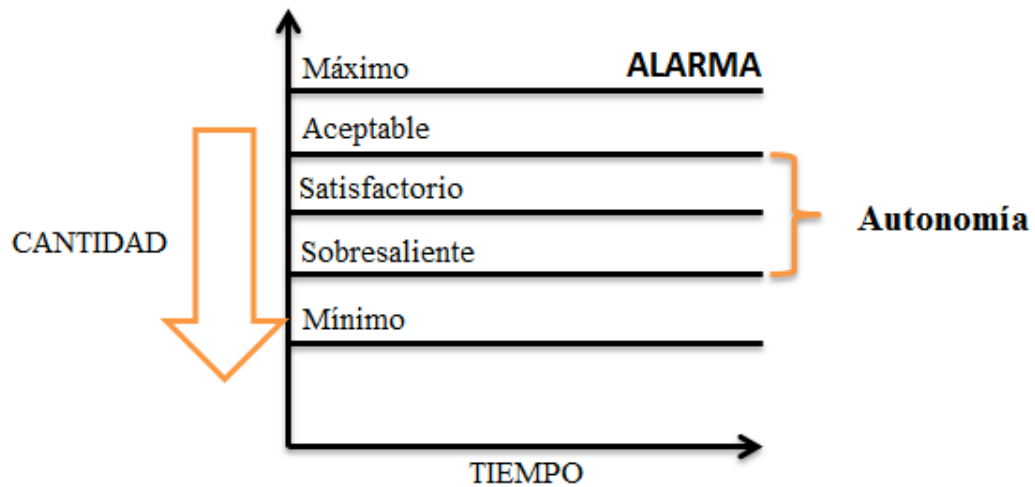 Máximo
ALARMA
Aceptable
Satisfactorio
Autonomía
CANTIDAD
Sobresaliente
Mínimo
TIEMPO